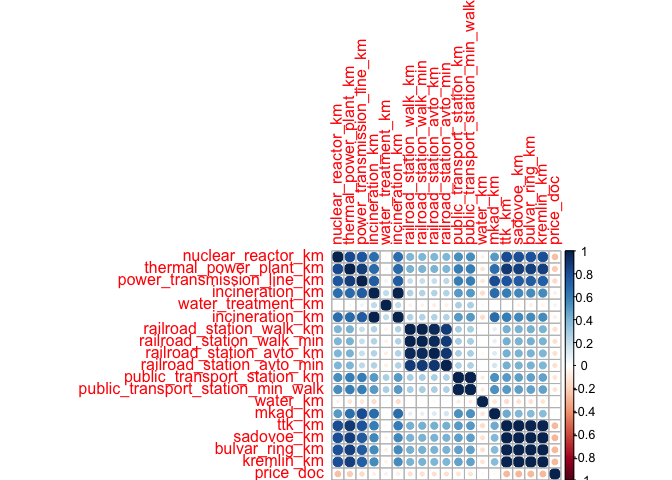 nuclear_reactor_km
thermal_power_plant_km
power_transmission_line_km
incineration_km
water_treatment_km
incineration_km
railroad_station_walk_km
railroad_station_walk_min
railroad_station_avto_km
railroad_station_avto_min
public_transport_station_km
public_transport_station_min_walk
water_km
mkad_km
ttk_km
sadovoe_km
bulvar_ring_km
kremlin_km
price_doc
nuclear_reactor_km
thermal_power_plant_km
power_transmission_line_km
incineration_km
water_treatment_km
incineration_km
railroad_station_walk_km
railroad_station_walk_min
railroad_station_avto_km
railroad_station_avto_min
public_transport_station_km
public_transport_station_min_walk
water_km
mkad_km
ttk_km
sadovoe_km
bulvar_ring_km
kremlin_km
price_doc
1
0.8
0.6
0.4
0.2
0
-0.2
-0.4
-0.6
-0.8
-1